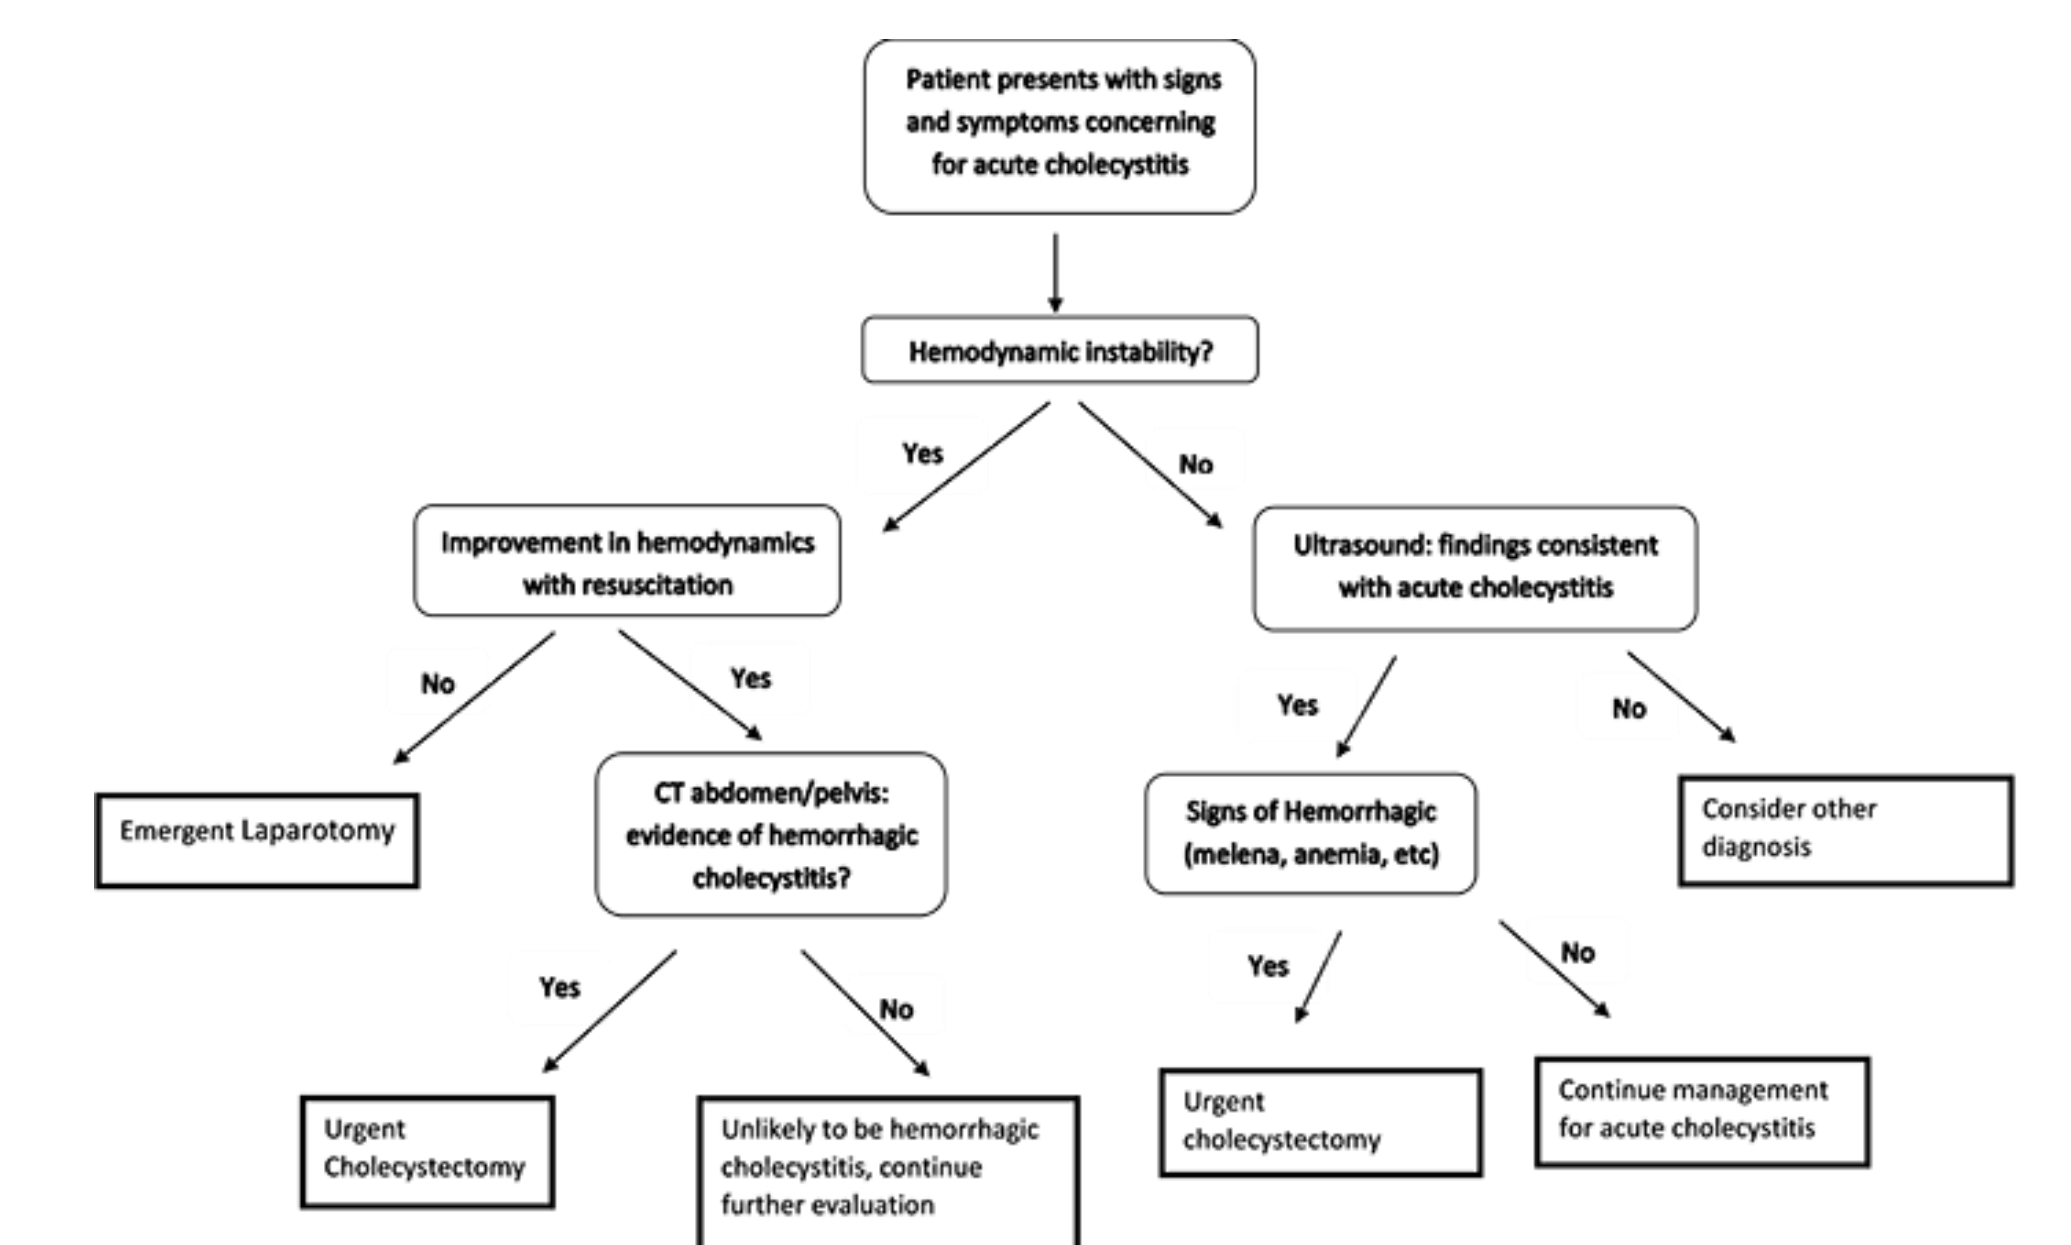 Patient presents with signs
and symptoms concerning
for acute cholecystitis
Hemodynamic instability?
Yes
No
Improvement in hemodynamics
with resuscitation
Ultrasound: findings consistent
with acute cholecystitis
No
Yes
Yes
No
Emergent Laparotomy
CT abdomen/pelvis:
evidence of hemorrhagic
cholecystitis?
Signs of Hemorrhagic
(melena, anemia, etc)
Consider other
diagnosis
Yes
No
Yes
No
Urgent
Cholecystectomy
Unlikely to be hemorrhagic
cholecystitis, continue
further evaluation
Urgent
cholecystectomy
Continue management
for acute cholecystitis